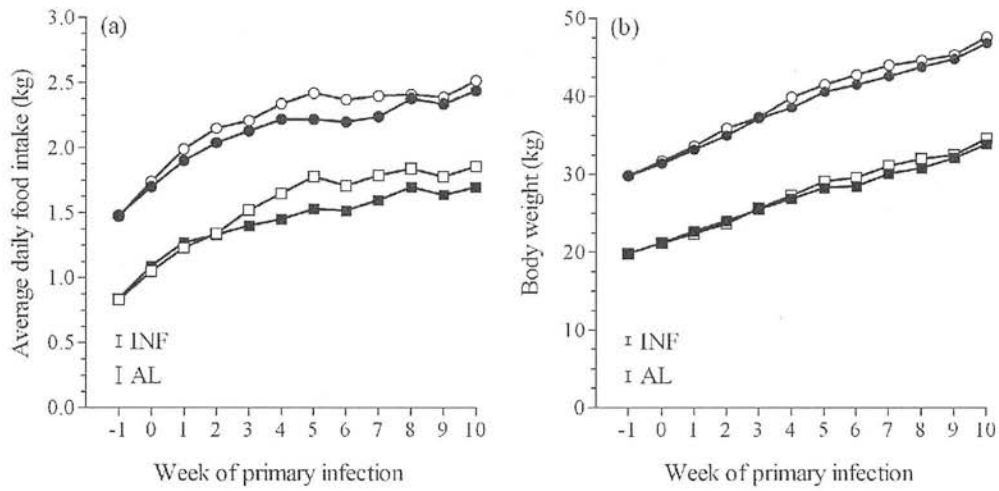 (a)
3.0
2.5
2.0
1.5
1.0
0.5
0.0
Average daily food intake (kg)
INF
AL
-1 0 1 2 3 4 5 6 7 8 9 10
Week of primary infection
(b)
50
40
30
20
10
0
Body weight (kg)
INF
AL
-1 0 1 2 3 4 5 6 7 8 9 10
Week of primary infection